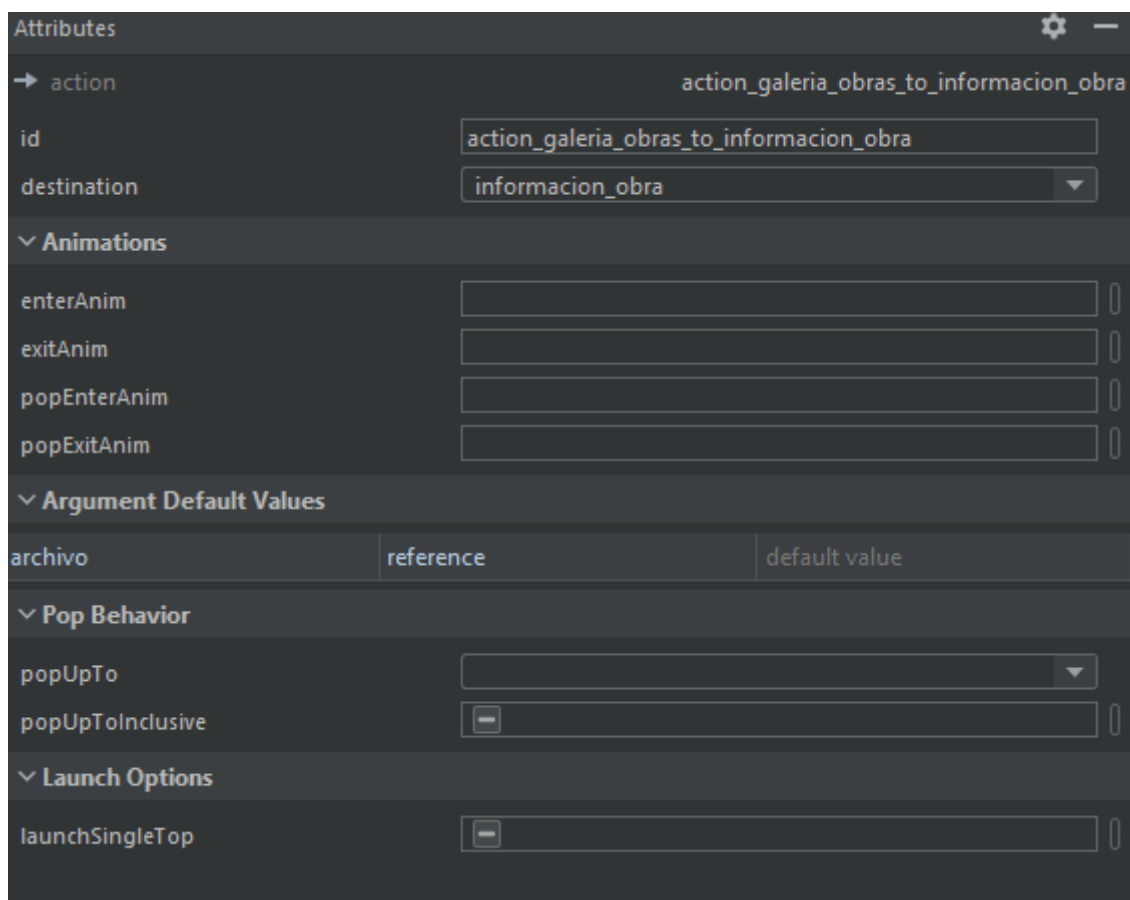 Attributes
action action_galeria_obras_to_informacion_obra
id action_galeria_obras_to_informacion_obra
destination informacion_obra
Animations
enterAnim
exitAnim
popEnterAnim
popExitAnim
Argument Default Values
archivo reference default value
Pop Behavior
popUpTo
popUpToInclusive
Launch Options
launchSingleTop